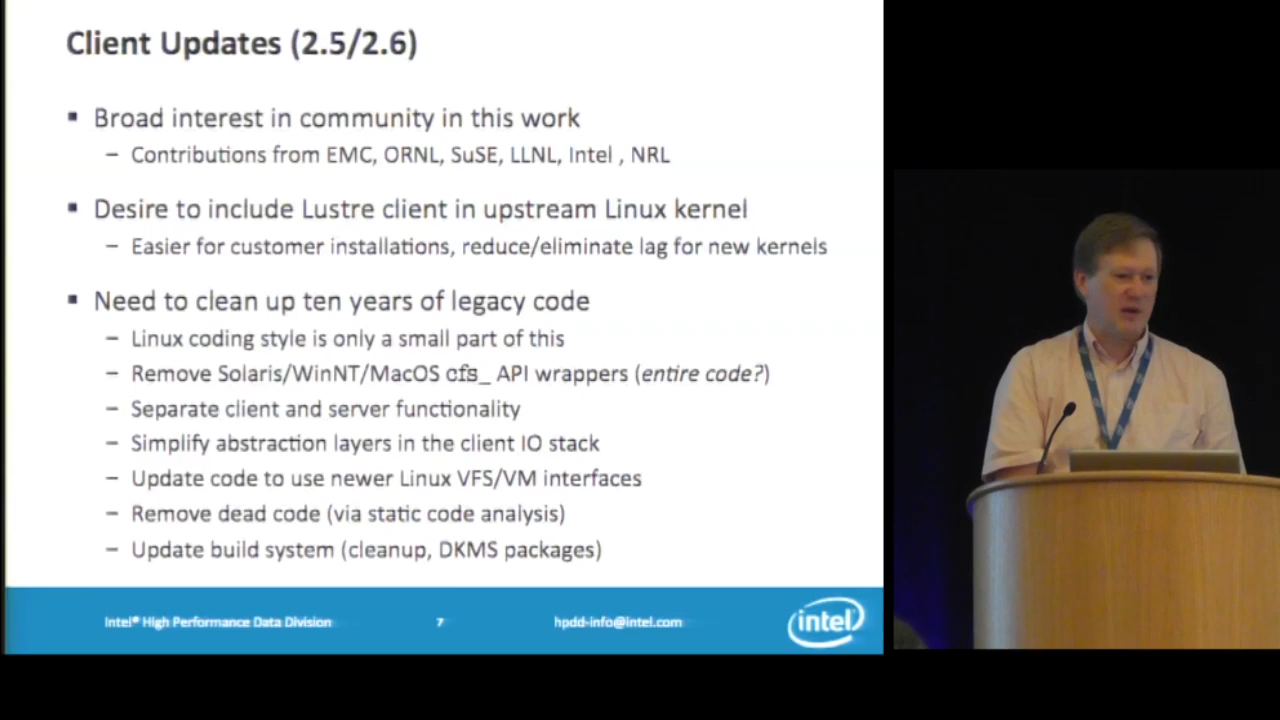 Client Updates (2.5/2.6)
▪ Broad interest in community in this work
– Contributions from EMC, ORNL, SuSE, LLNL, Intel , NRL
▪ Desire to include Lustre client in upstream Linux kernel
– Easier for customer installations, reduce/eliminate lag for new kernels
▪ Need to clean up ten years of legacy code
– Linux coding style is only a small part of this
– Remove Solaris/WinNT/MacOS cfs_ API wrappers (entire code?)
– Separate client and server functionality
– Simplify abstraction layers in the client IO stack
– Update code to use newer Linux VFS/VM interfaces
– Remove dead code (via static code analysis)
– Update build system (cleanup, DKMS packages)
Intel® High Performance Data Division 7 hpdd-info@intel.com intel